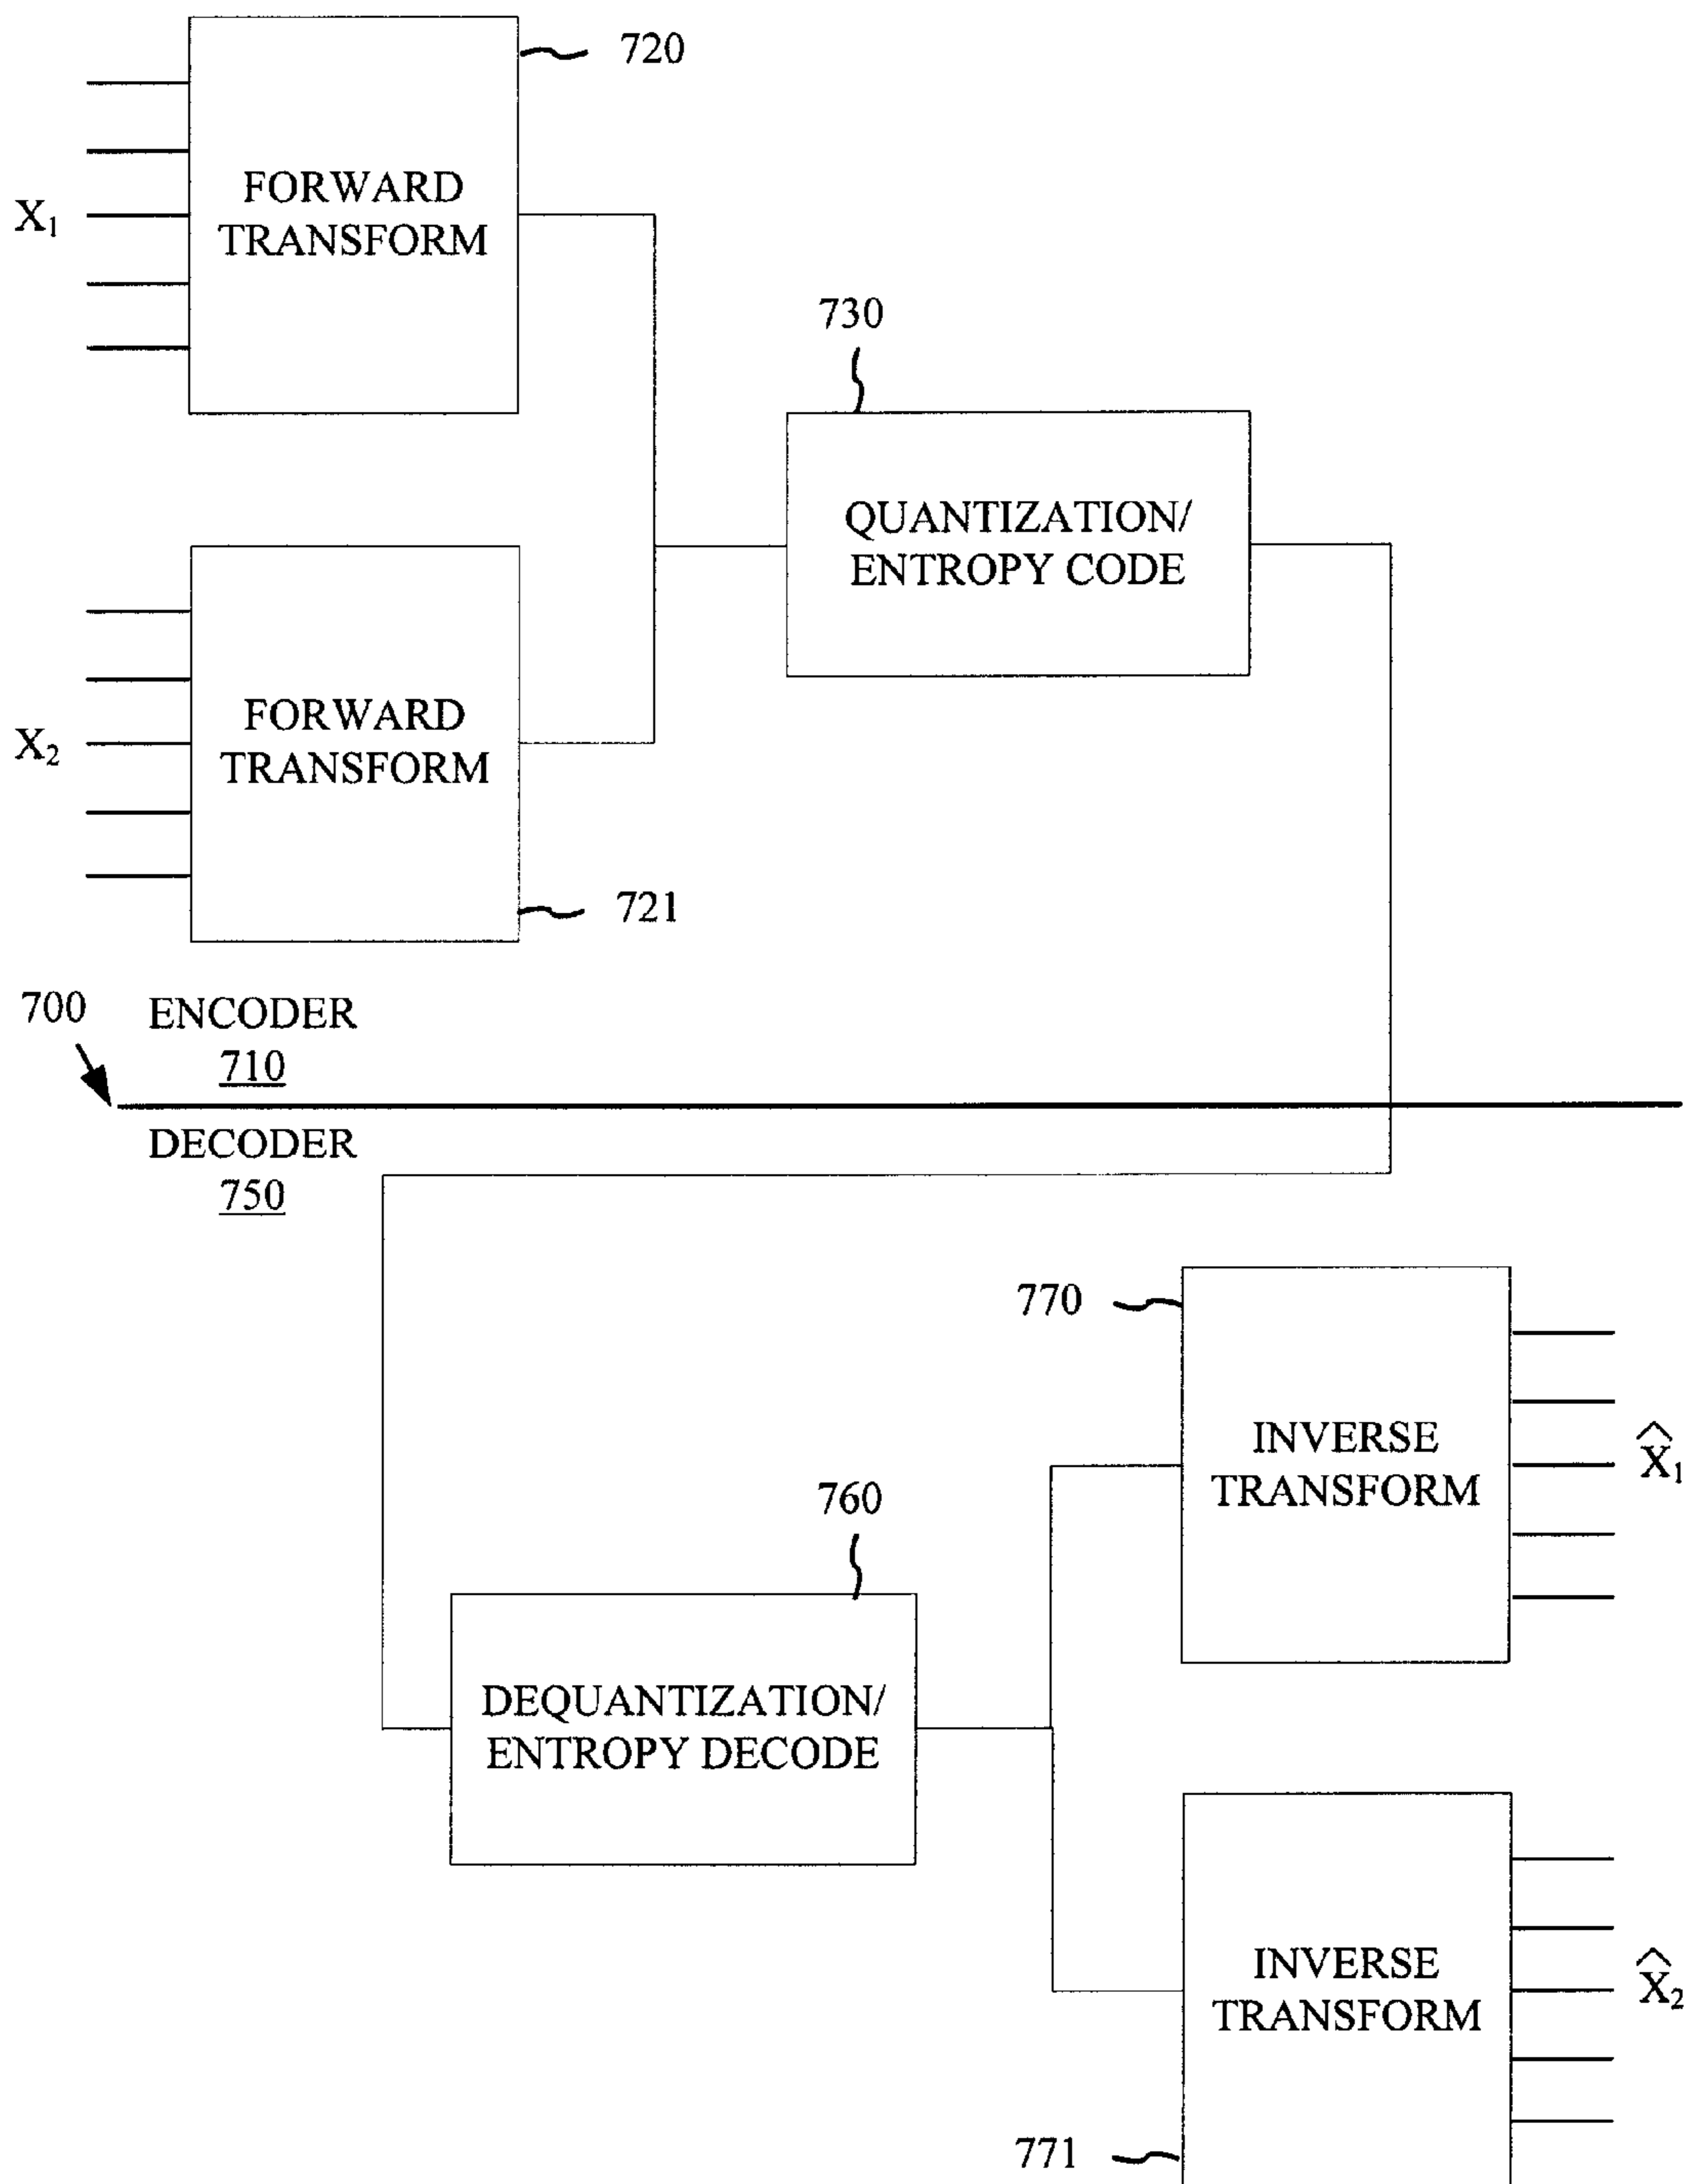 720
FORWARD
TRANSFORM
X₁
730
QUANTIZATION/
ENTROPY CODE
FORWARD
TRANSFORM
X₂
721
700
ENCODER
710
DECODER
750
770
INVERSE
TRANSFORM
X̂₁
760
DEQUANTIZATION/
ENTROPY DECODE
INVERSE
TRANSFORM
X̂₂
771